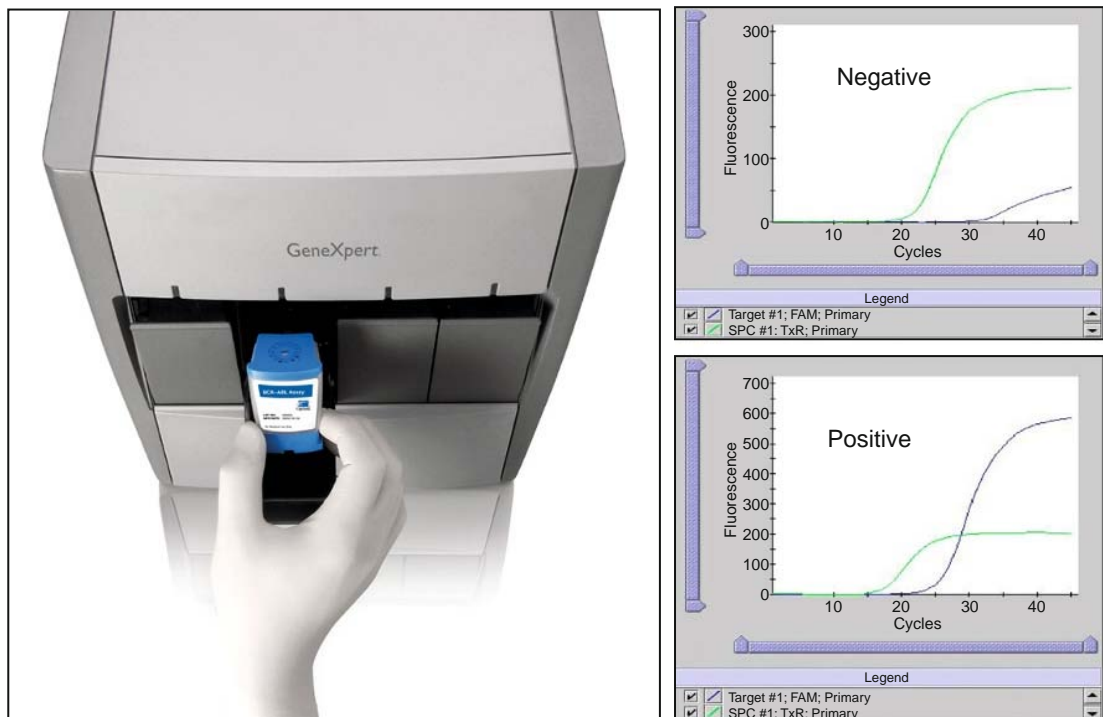 GeneXpert
BCR-ABL Assay
Negative
Fluorescence
300
200
100
0
10 20 30 40
Cycles
Legend
Target #1; FAM; Primary
SPC #1: TxR; Primary
Positive
Fluorescence
700
600
500
400
300
200
100
0
10 20 30 40
Cycles
Legend
Target #1; FAM; Primary
SPC #1: TxR; Primary